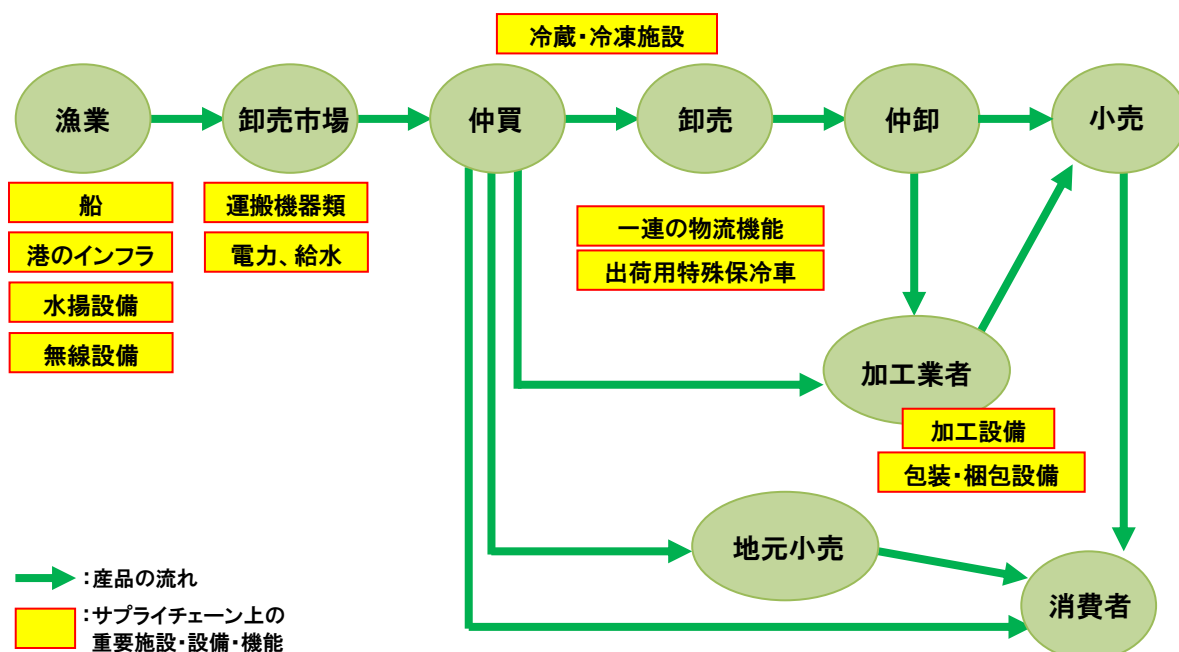 冷蔵・冷凍施設
漁業
卸売市場
仲買
卸売
仲卸
小売
船
運搬機器類
港のインフラ
電力、給水
一連の物流機能
出荷用特殊保冷車
水揚設備
無線設備
加工業者
加工設備
包装・梱包設備
地元小売
消費者
:産品の流れ
:サプライチェーン上の
重要施設・設備・機能